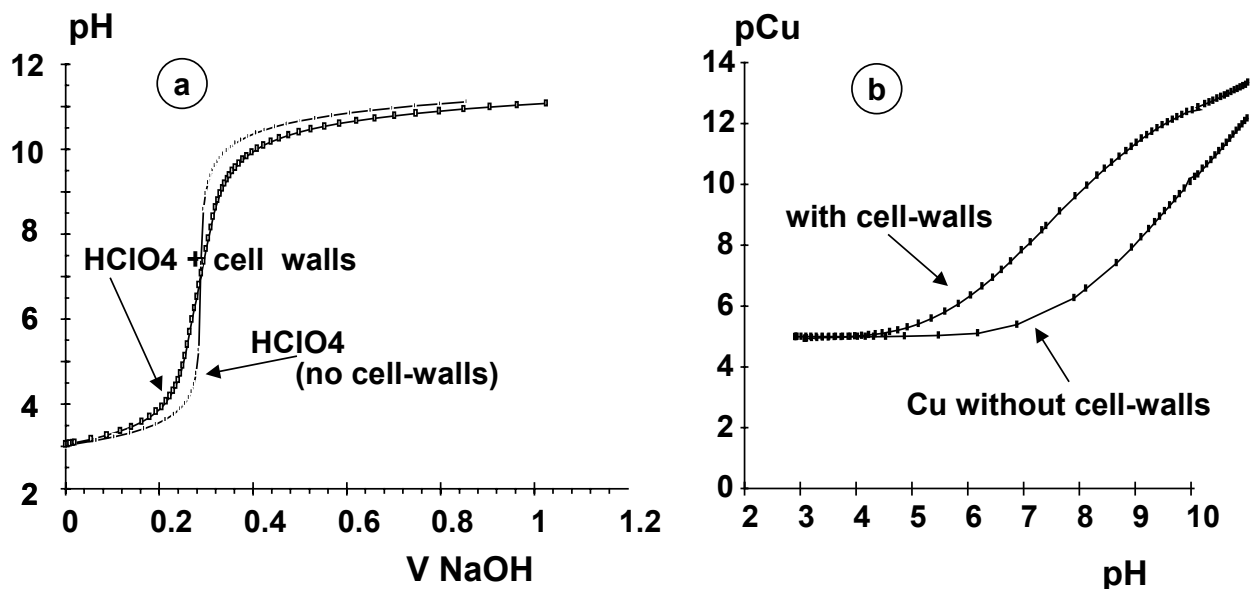 pH
12
10
8
6
4
2
a
HClO4 + cell walls
HClO4
(no cell-walls)
0
0.2
0.4
0.6
0.8
1
1.2
V NaOH
pCu
14
12
10
8
6
4
2
0
b
with cell-walls
Cu without cell-walls
2
3
4
5
6
7
8
9
10
pH